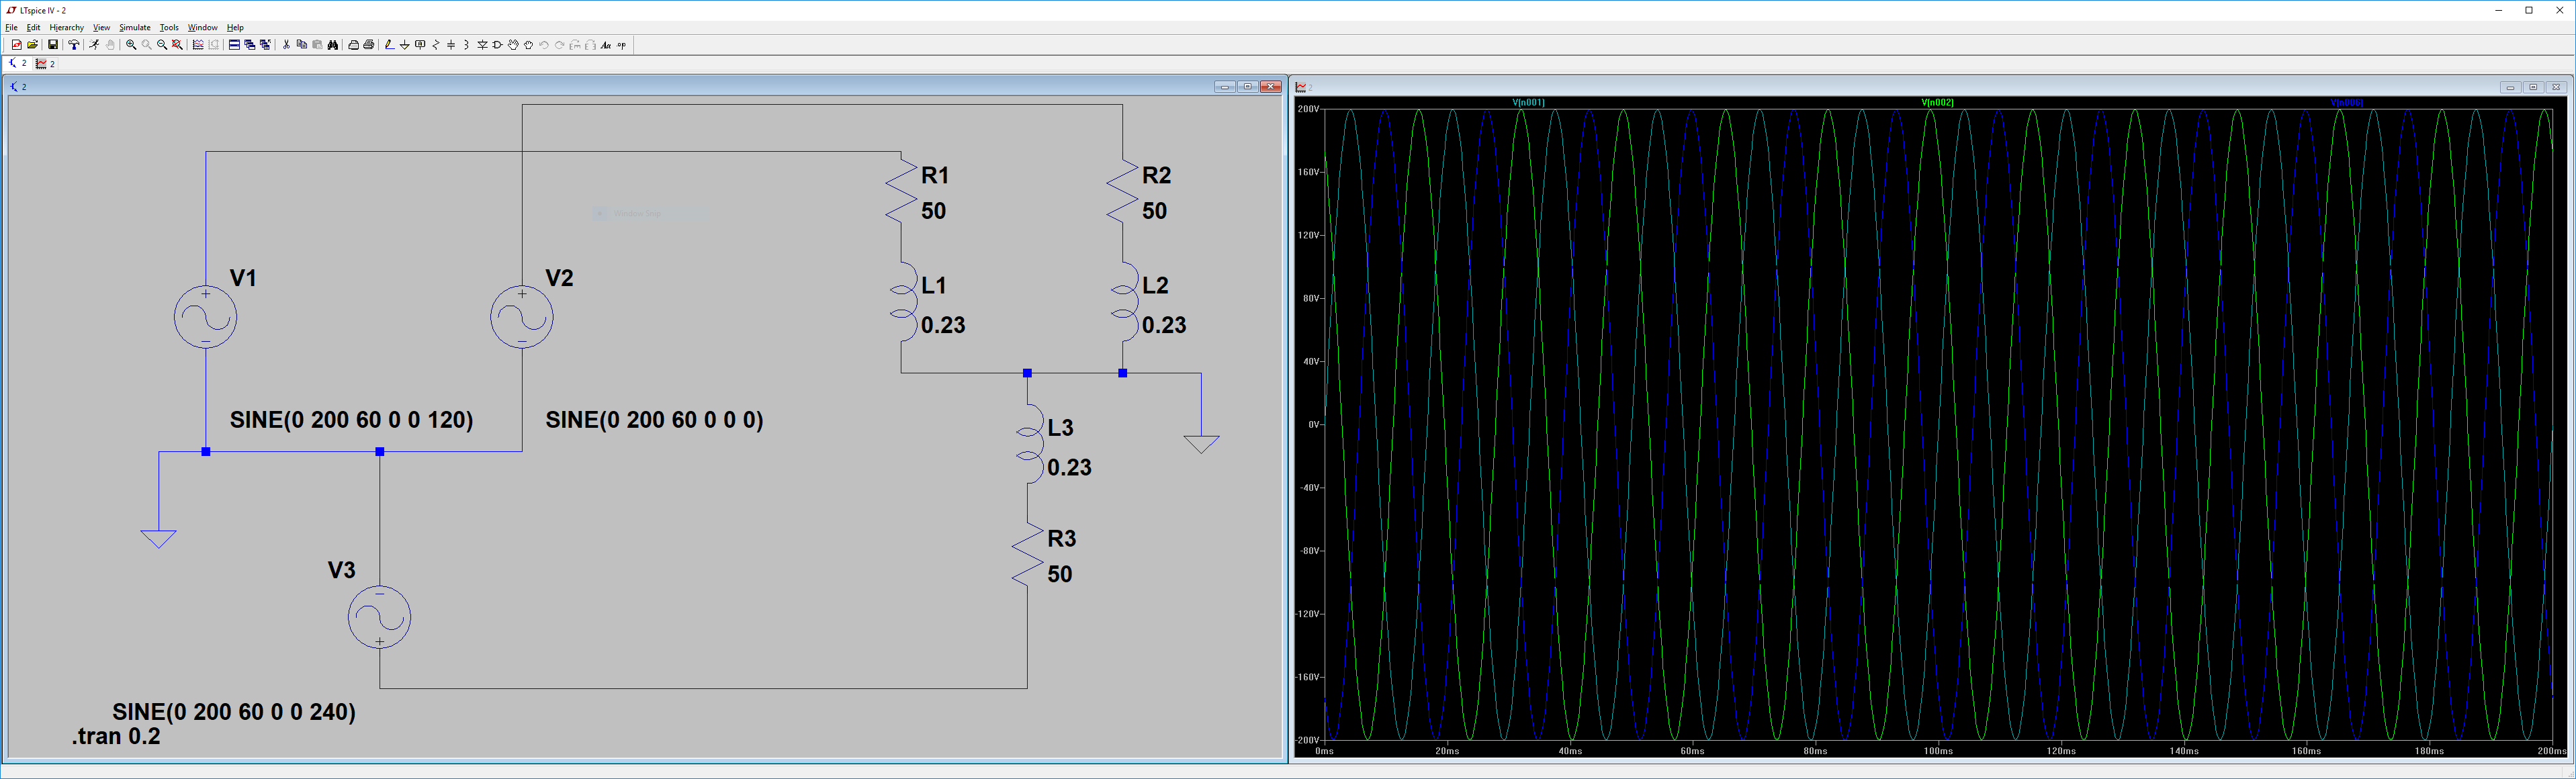 LTspice IV - 2
File Edit Hierarchy View Simulate Tools Window Help
2 2
2
R1
50
R2
50
V1
V2
L1
0.23
L2
0.23
SINE(0 200 60 0 0 120)
SINE(0 200 60 0 0 0)
L3
0.23
R3
50
V3
SINE(0 200 60 0 0 240)
.tran 0.2
2
V(n001) V(n002) V(n006)
200V
160V
120V
80V
40V
0V
-40V
-80V
-120V
-160V
-200V
0ms 20ms 40ms 60ms 80ms 100ms 120ms 140ms 160ms 180ms 200ms